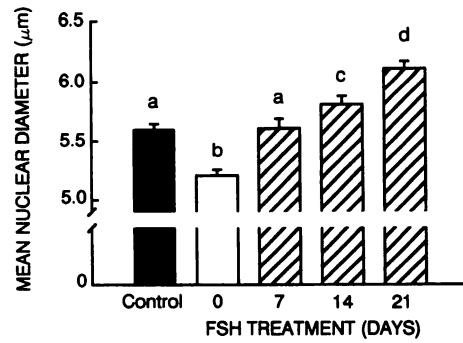 MEAN NUCLEAR DIAMETER (μm)
6.5
6.0
5.5
5.0
0
a
b
a
c
d
Control 0 7 14 21
FSH TREATMENT (DAYS)